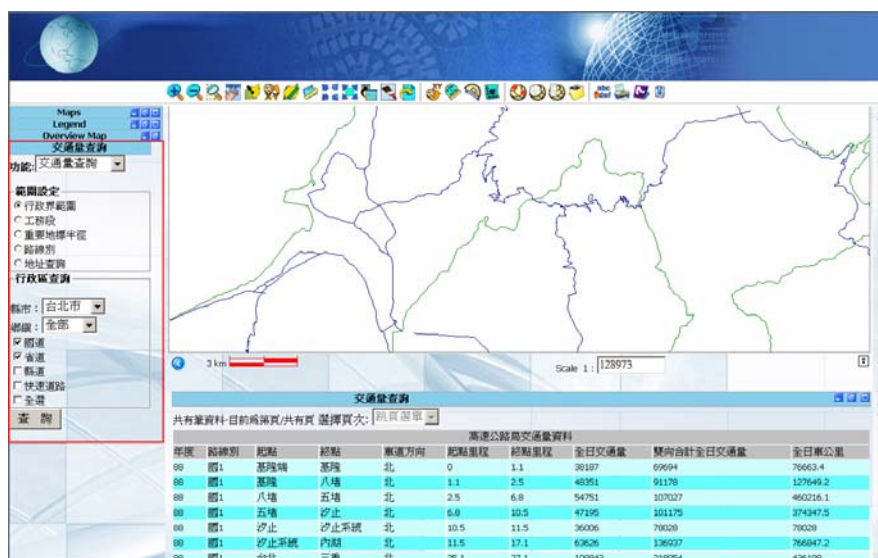 Maps
Legend
Overview Map
交通量查詢
功能: 交通量查詢
範圍設定
行政界範圍
工務段
重要地標半徑
路線別
地址查詢
行政區查詢
縣市： 台北市
鄉鎮： 全部
國道
省道
縣道
快速道路
全選
查 詢
3 km
Scale 1 : 128973
交通量查詢
共有筆資料-目前為第頁/共有頁 選擇頁次: 跳頁選單
高速公路局交通量資料
年度 路線別 起點 終點 車道方向 起點里程 終點里程 全日交通量 雙向合計全日交通量 全日車公里
98 國1 基隆端 基隆 北 0 1.1 38187 69694 76663.4
98 國1 基隆 八堵 北 1.1 2.5 48351 91178 127649.2
98 國1 八堵 五堵 北 2.5 6.8 54751 107027 460216.1
98 國1 五堵 汐止 北 6.8 10.5 47195 101175 374347.5
98 國1 汐止 汐止系統 北 10.5 11.5 36006 78028 78028
98 國1 汐止系統 內湖 北 11.5 17.1 63626 136937 766847.2